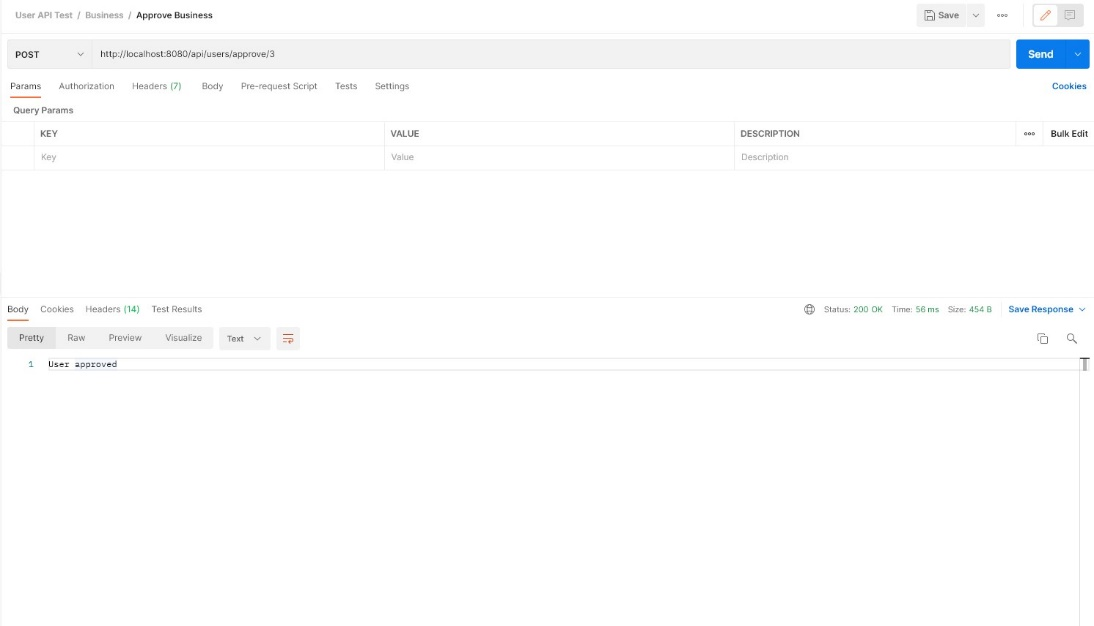 User API Test / Business / Approve Business
Save
POST
http://localhost:8080/api/users/approve/3
Send
Params Authorization Headers (7) Body Pre-request Script Tests Settings Cookies
Query Params
KEY VALUE DESCRIPTION Bulk Edit
Key Value Description
Body Cookies Headers (14) Test Results Status: 200 OK Time: 56 ms Size: 454 B Save Response
Pretty Raw Preview Visualize Text
1 User approved